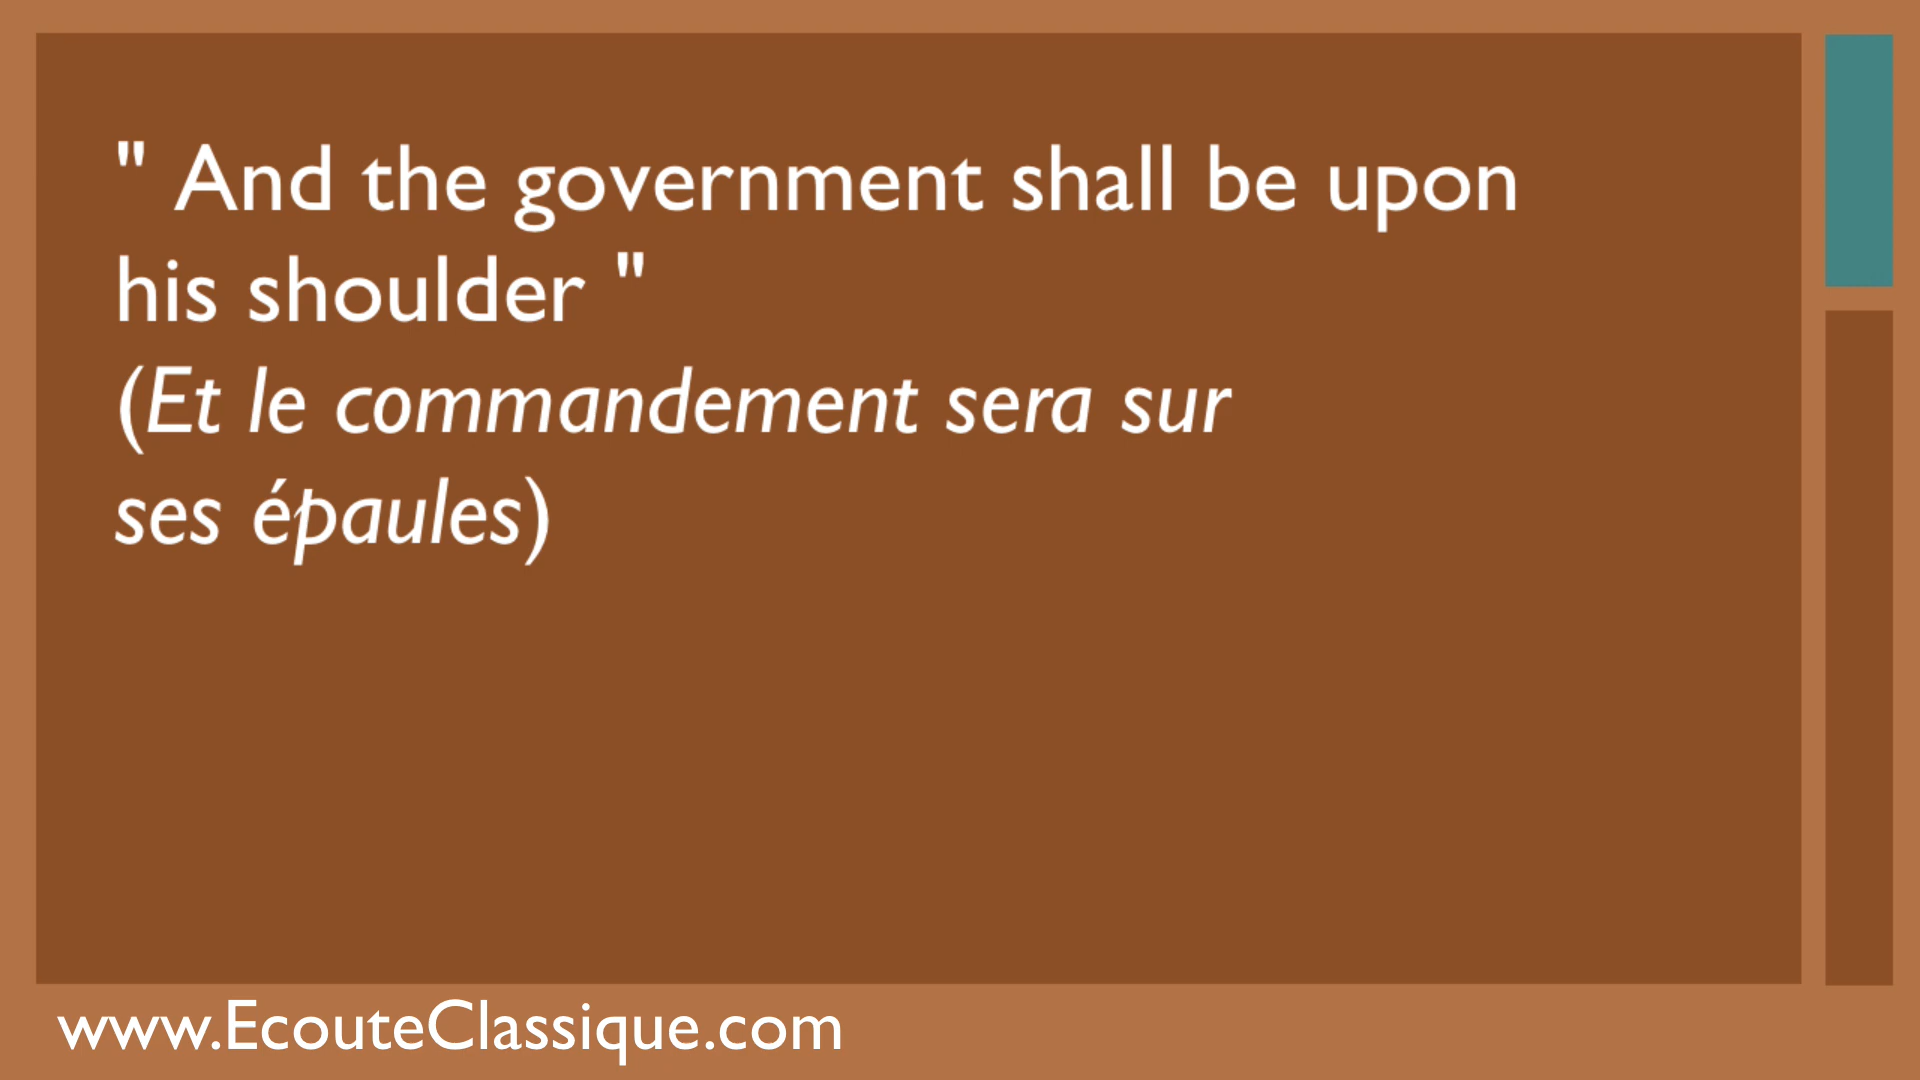 " And the government shall be upon
his shoulder "
(Et le commandement sera sur
ses épaules)
www.EcouteClassique.com